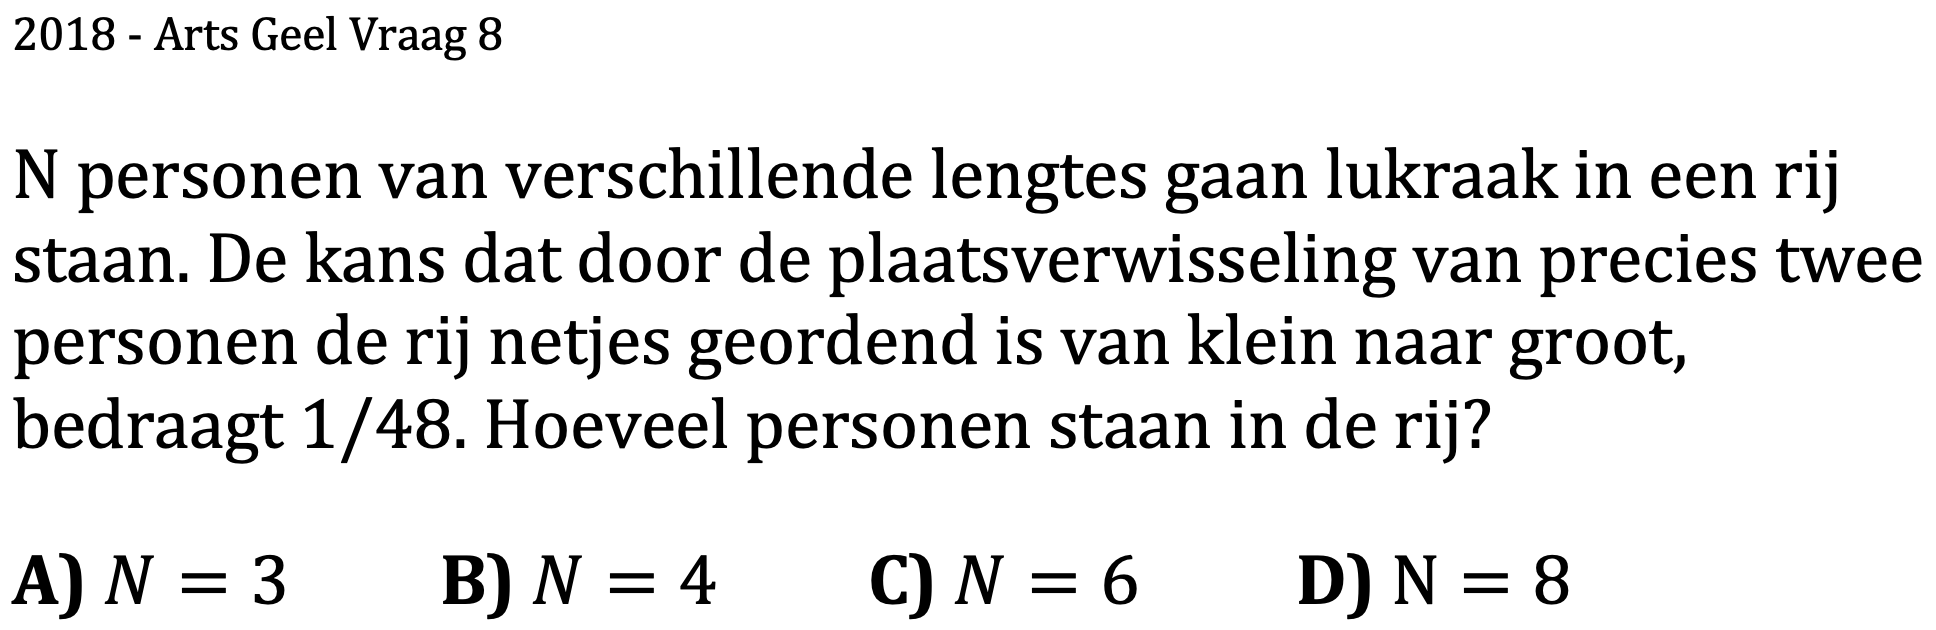 2018 - Arts Geel Vraag 8
N personen van verschillende lengtes gaan lukraak in een rij
staan. De kans dat door de plaatsverwisseling van precies twee
personen de rij netjes geordend is van klein naar groot,
bedraagt 1/48. Hoeveel personen staan in de rij?
A) N = 3 B) N = 4 C) N = 6 D) N = 8